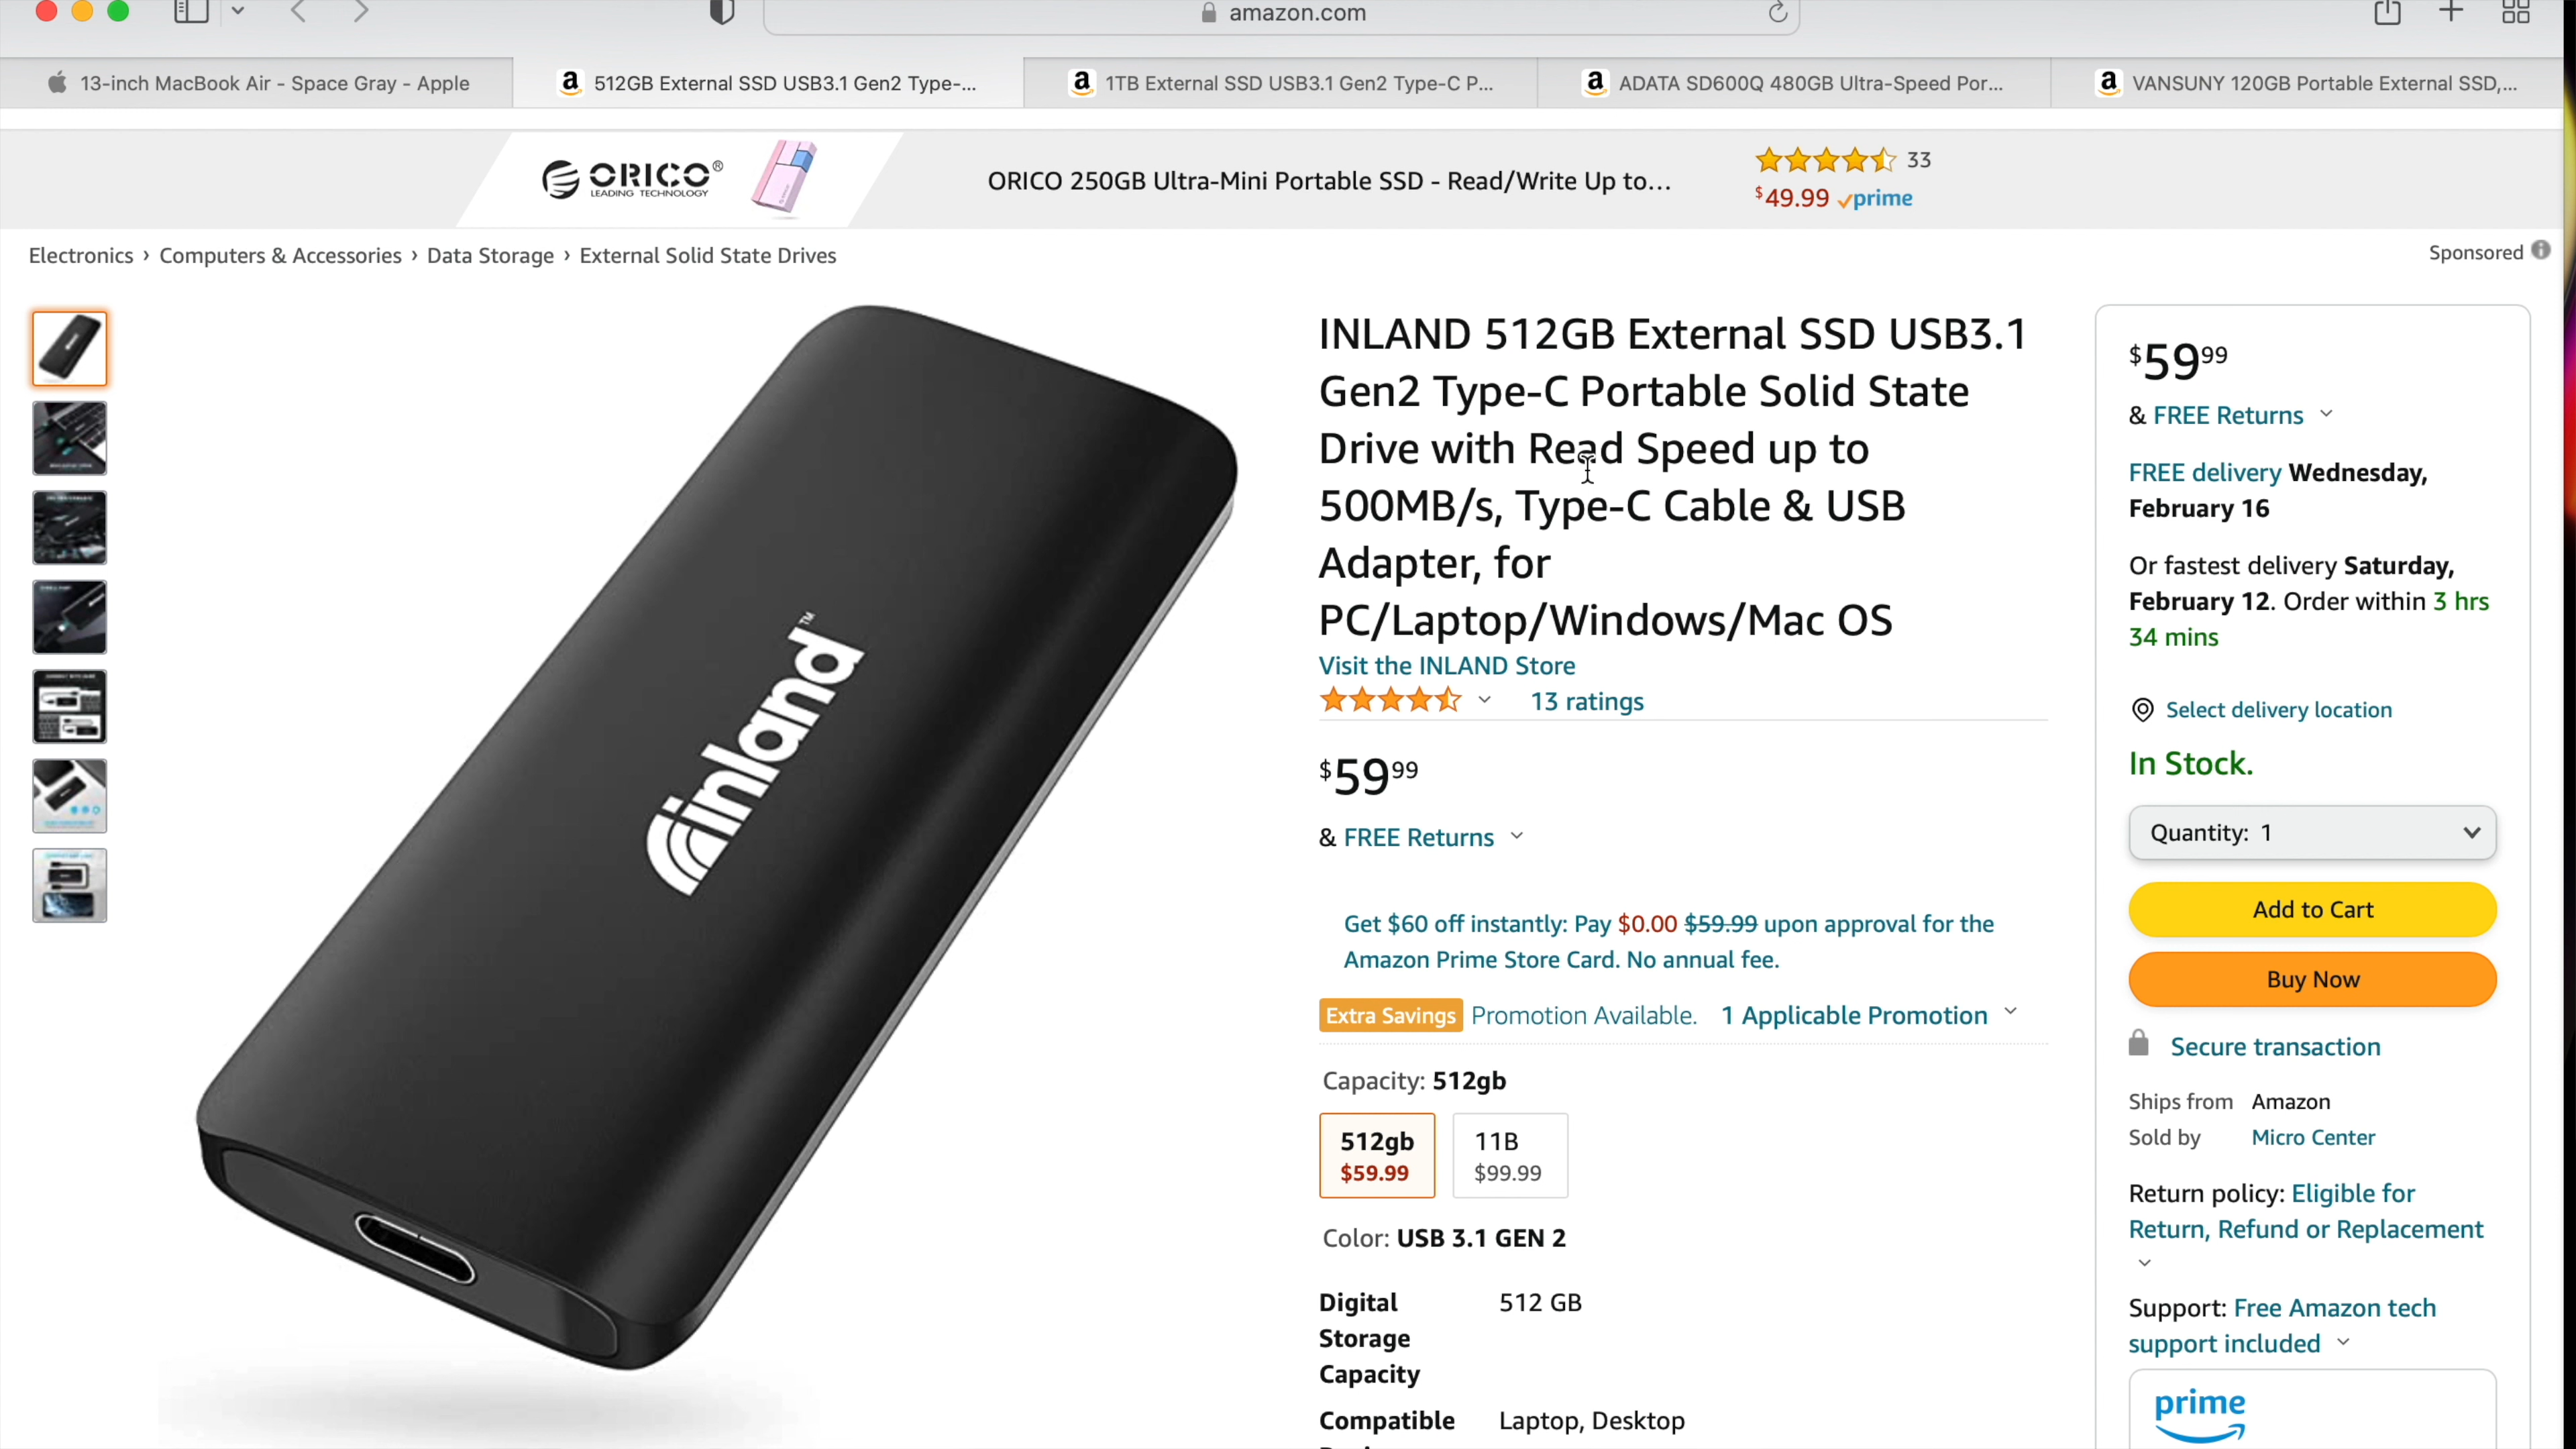 amazon.com
13-inch MacBook Air - Space Gray - Apple
512GB External SSD USB3.1 Gen2 Type-...
1TB External SSD USB3.1 Gen2 Type-C P...
ADATA SD600Q 480GB Ultra-Speed Por...
VANSUNY 120GB Portable External SSD,...
ORICO®
LEADING TECHNOLOGY
ORICO 250GB Ultra-Mini Portable SSD - Read/Write Up to...
33
$49.99 prime
Electronics › Computers & Accessories › Data Storage › External Solid State Drives
Sponsored
inland™
INLAND 512GB External SSD USB3.1
Gen2 Type-C Portable Solid State
Drive with Read Speed up to
500MB/s, Type-C Cable & USB
Adapter, for
PC/Laptop/Windows/Mac OS
Visit the INLAND Store
13 ratings
$59 99
& FREE Returns
Get $60 off instantly: Pay $0.00 $59.99 upon approval for the
Amazon Prime Store Card. No annual fee.
Extra Savings Promotion Available. 1 Applicable Promotion
Capacity: 512gb
512gb
$59.99
11B
$99.99
Color: USB 3.1 GEN 2
Digital
Storage
Capacity
512 GB
Compatible
Laptop, Desktop
$59 99
& FREE Returns
FREE delivery Wednesday,
February 16
Or fastest delivery Saturday,
February 12. Order within 3 hrs
34 mins
Select delivery location
In Stock.
Quantity: 1
Add to Cart
Buy Now
Secure transaction
Ships from Amazon
Sold by Micro Center
Return policy: Eligible for
Return, Refund or Replacement
Support: Free Amazon tech
support included
prime